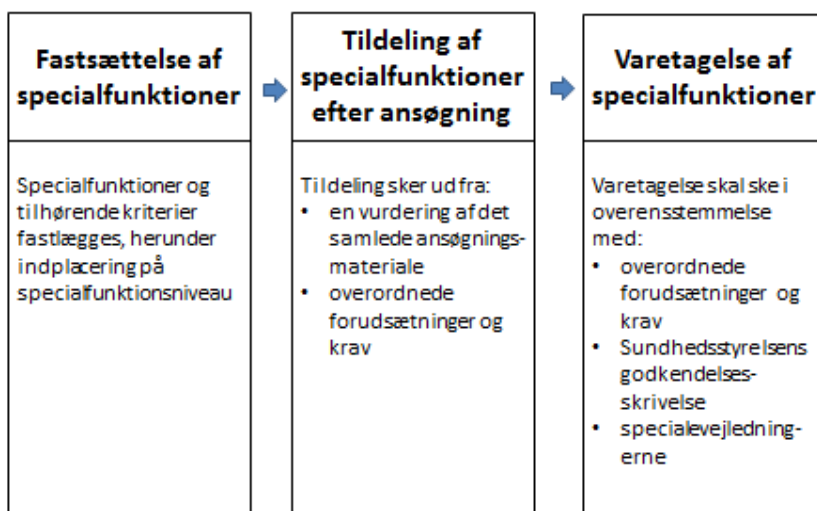 Fastsættelse af
specialfunktioner
Specialfunktioner og
tilhørende kriterier
fastlægges, herunder
indplacering på
specialfunktionsniveau
Tildeling af
specialfunktioner
efter ansøgning
Tildeling sker ud fra:
• en vurdering af det
samlede ansøgnings-
materiale
• overordnede
forudsætninger og
krav
Varetagelse af
specialfunktioner
Varetagelse skal ske i
overensstemmelse
med:
• overordnede
forudsætninger og
krav
• Sundhedsstyrelsens
godkendelses-
skrivelse
• specialevejledning-
erne